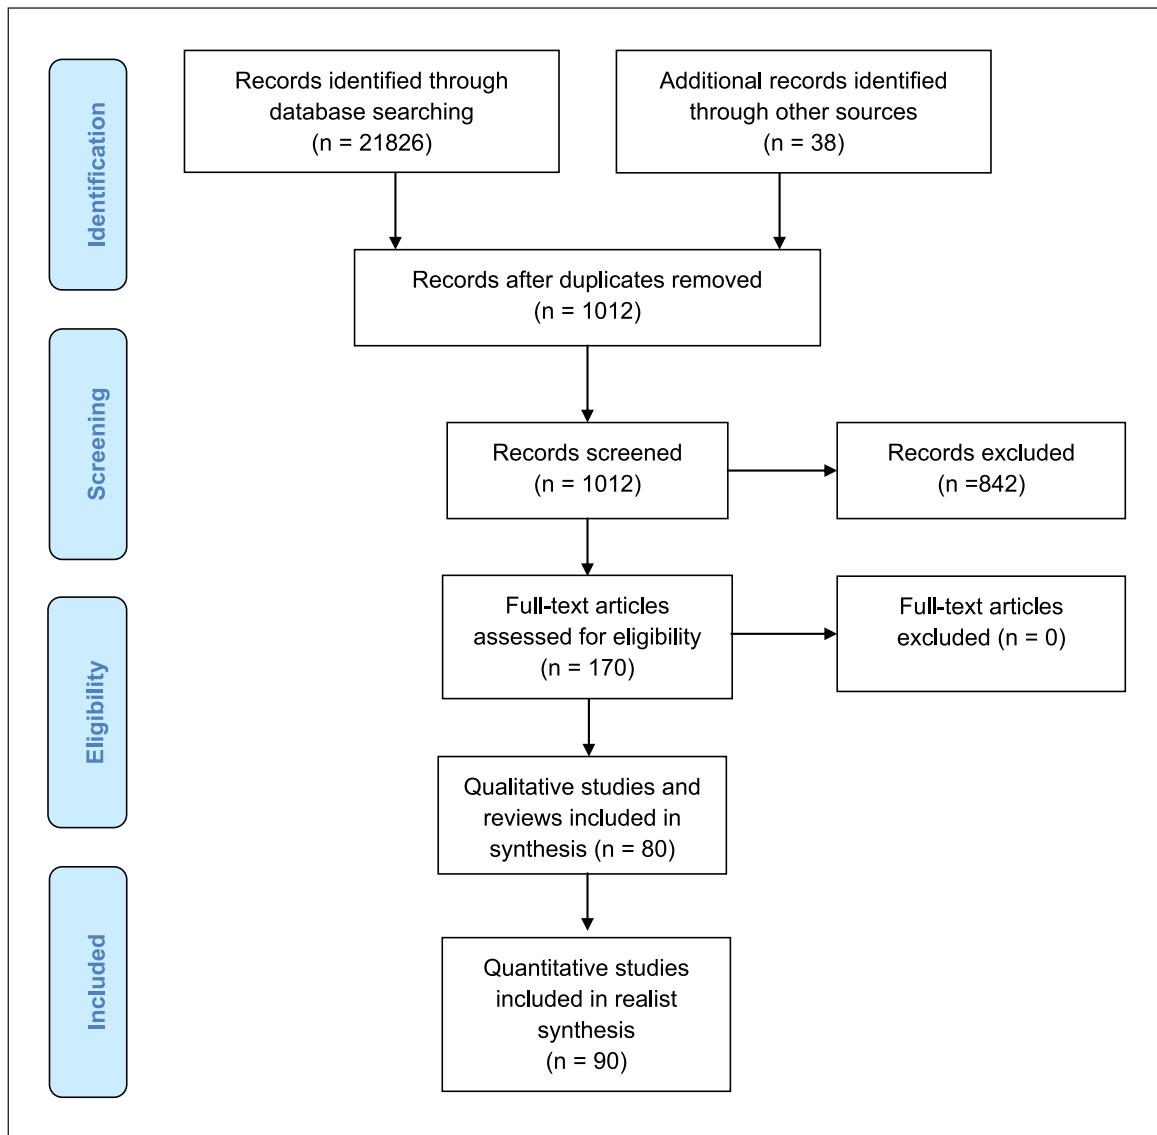 Identification
Records identified through
database searching
(n = 21826)
Additional records identified
through other sources
(n = 38)
Records after duplicates removed
(n = 1012)
Screening
Records screened
(n = 1012)
Records excluded
(n =842)
Eligibility
Full-text articles
assessed for eligibility
(n = 170)
Full-text articles
excluded (n = 0)
Qualitative studies and
reviews included in
synthesis (n = 80)
Included
Quantitative studies
included in realist
synthesis
(n = 90)